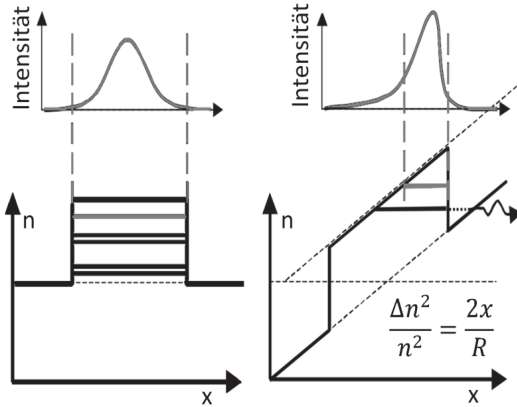 Intensität
Intensität
n
n
Δn² / n² = 2x / R
x
x